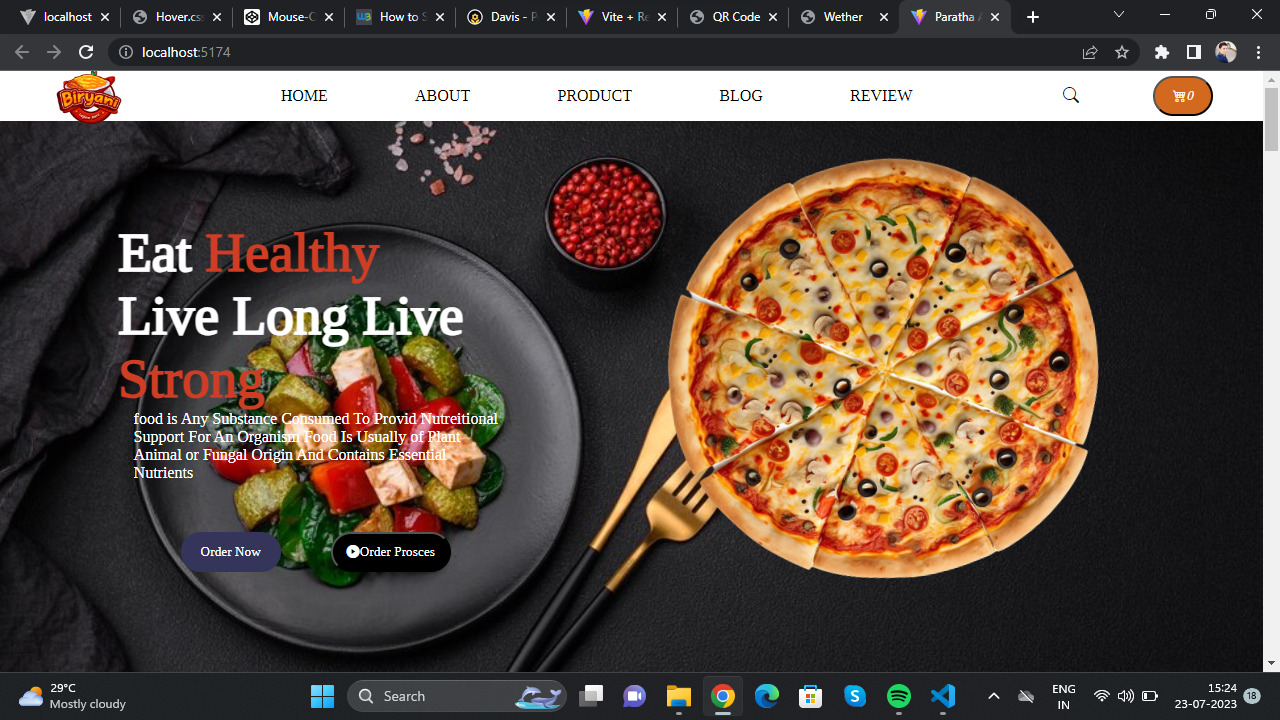 localhost
Hover.cs
Mouse-C
How to S
Davis - P
Vite + Re
QR Code
Wether
Paratha A
localhost:5174
Biryani
HOME
ABOUT
PRODUCT
BLOG
REVIEW
0
Eat Healthy
Live Long Live
Strong
food is Any Substance Consumed To Provid Nutreitional
Support For An Organism Food Is Usually of Plant
Animal or Fungal Origin And Contains Essential
Nutrients
Order Now
Order Prosces
29°C
Mostly cloudy
Search
ENG
IN
15:24
23-07-2023
18